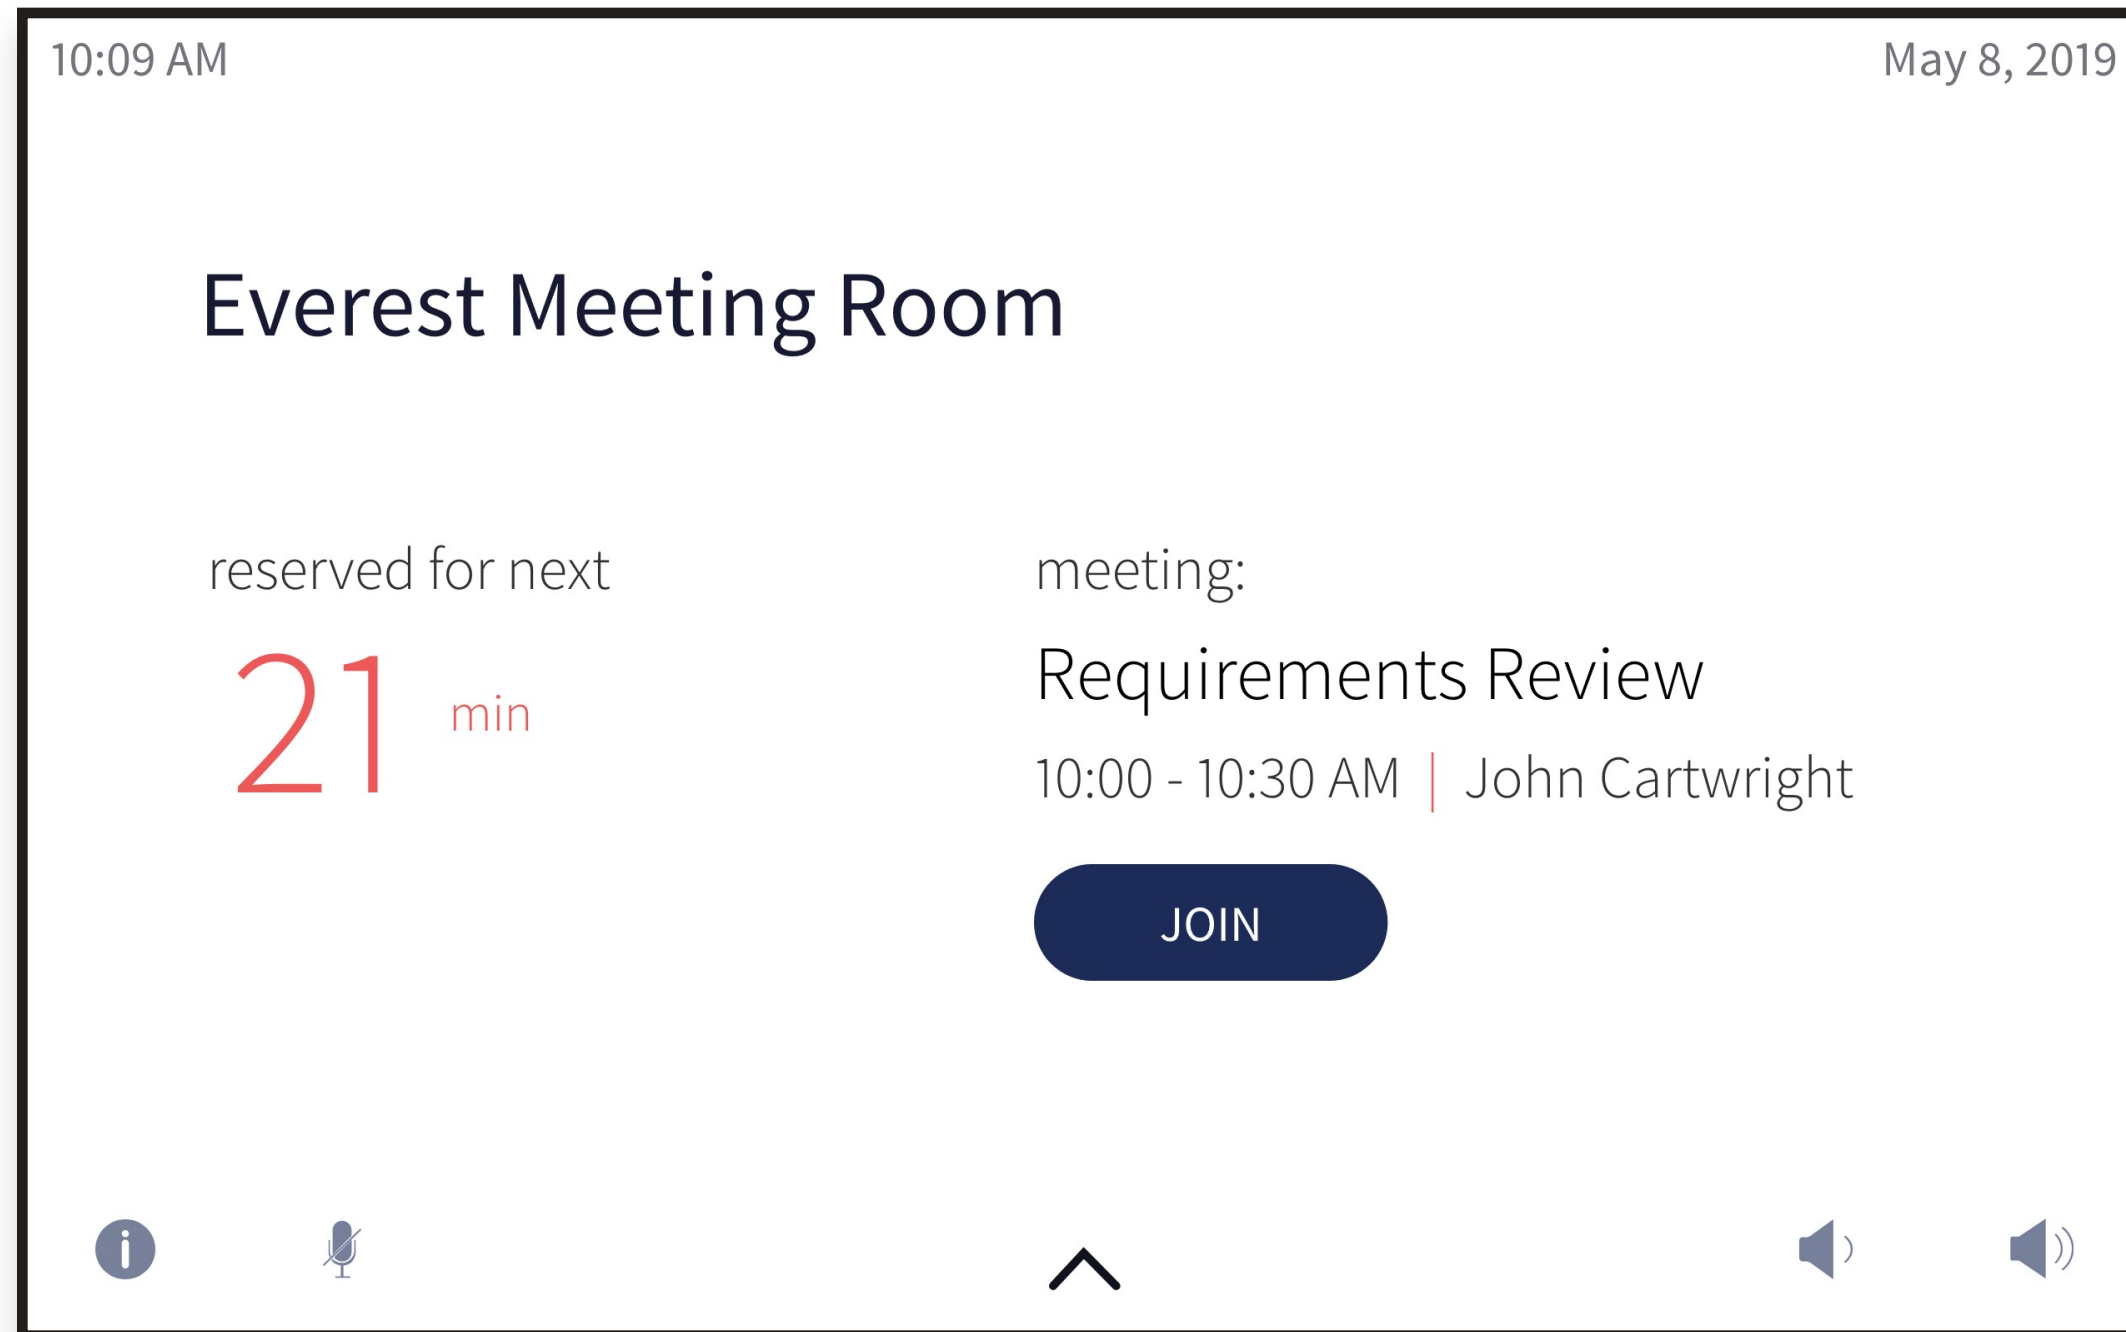 10:09 AM
May 8, 2019
Everest Meeting Room
reserved for next
21 min
meeting:
Requirements Review
10:00 - 10:30 AM | John Cartwright
JOIN